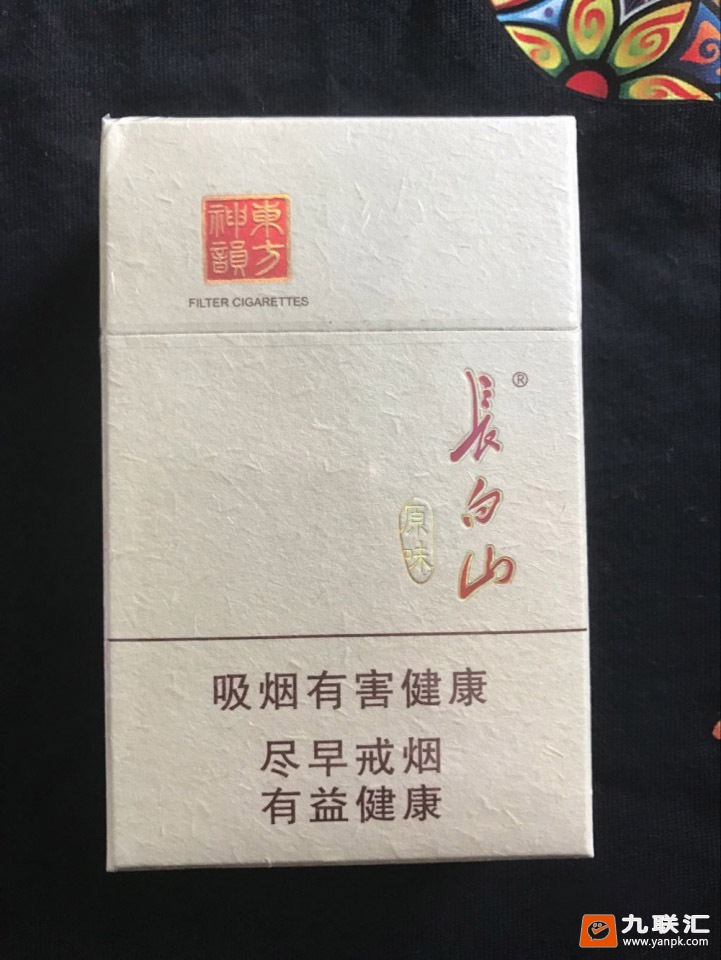 東方
神韻
FILTER CIGARETTES
長白山®
原味
吸烟有害健康
尽早戒烟
有益健康
九联汇
www.yanpk.com